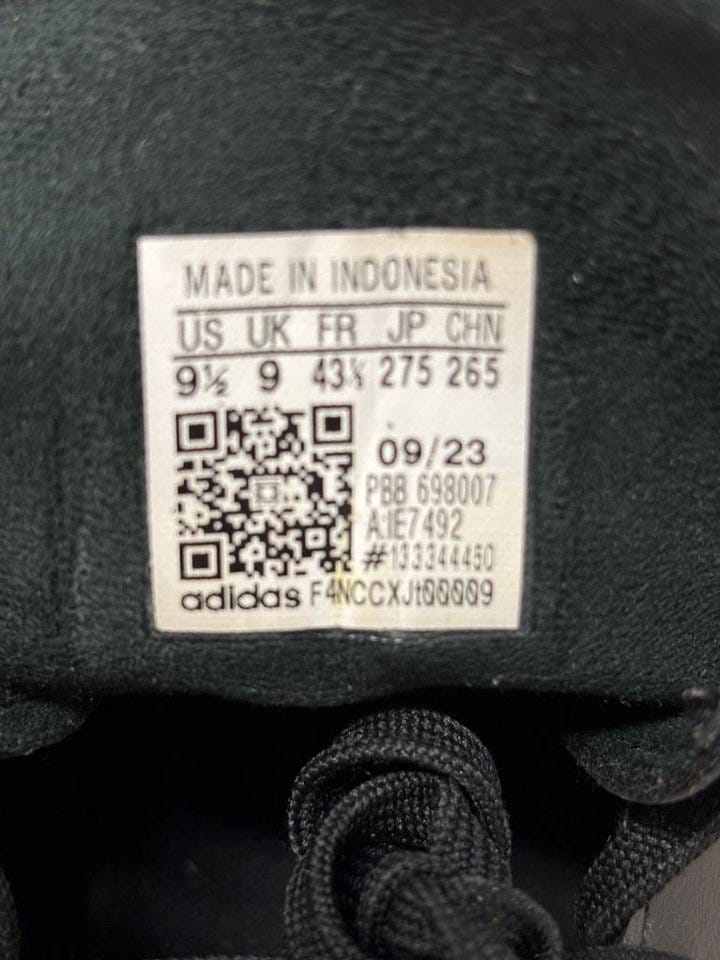 MADE IN INDONESIA
US UK FR JP CHN
9½ 9 43⅓ 275 265
09/23
PBB 698007
A:IE7492
#133344450
adidas F4NCCXJt00009